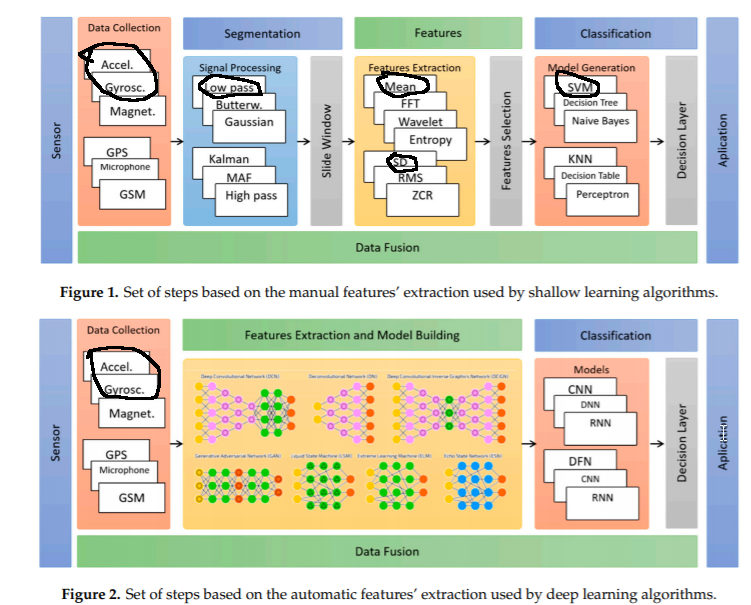 Data Collection
Segmentation
Features
Classification
Sensor
Accel.
Gyrosc.
Magnet.
GPS
Microphone
GSM
Signal Processing
Low pass
Butterw.
Gaussian
Kalman
MAF
High pass
Slide Window
Features Extraction
Mean
FFT
Wavelet
Entropy
SD
RMS
ZCR
Features Selection
Model Generation
SVM
Decision Tree
Naive Bayes
KNN
Decision Table
Perceptron
Decision Layer
Aplication
Data Fusion
Figure 1. Set of steps based on the manual features’ extraction used by shallow learning algorithms.
Data Collection
Features Extraction and Model Building
Classification
Sensor
Accel.
Gyrosc.
Magnet.
GPS
Microphone
GSM
Deep Convolutional Network (DCN)
Deconvolutional Network (DN)
Deep Convolutional Inverse Graphics Network (DCIGN)
Generative Adversarial Network (GAN)
Liquid State Machine (LSM)
Extreme Learning Machine (ELM)
Echo State Network (ESN)
Models
CNN
DNN
RNN
DFN
CNN
RNN
Decision Layer
Aplication
Data Fusion
Figure 2. Set of steps based on the automatic features’ extraction used by deep learning algorithms.